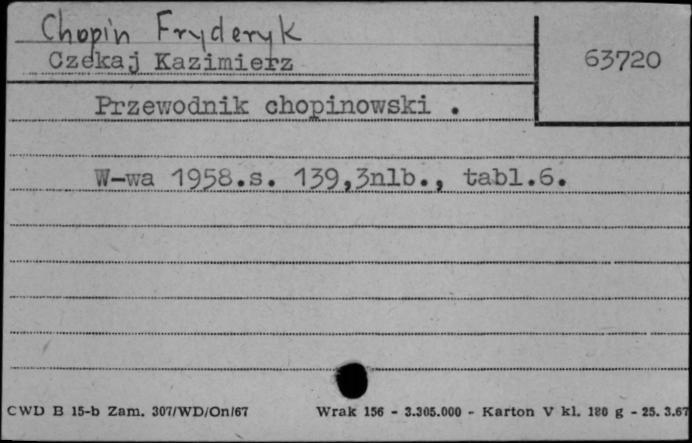 Chopin Fryderyk
Czekaj Kazimierz
63720
Przewodnik chopinowski .
W-wa 1958.s. 139,3nlb., tabl.6.
CWD B 15-b Zam. 307/WD/On/67 Wrak 156 - 3.305.000 - Karton V kl. 180 g - 25. 3.67